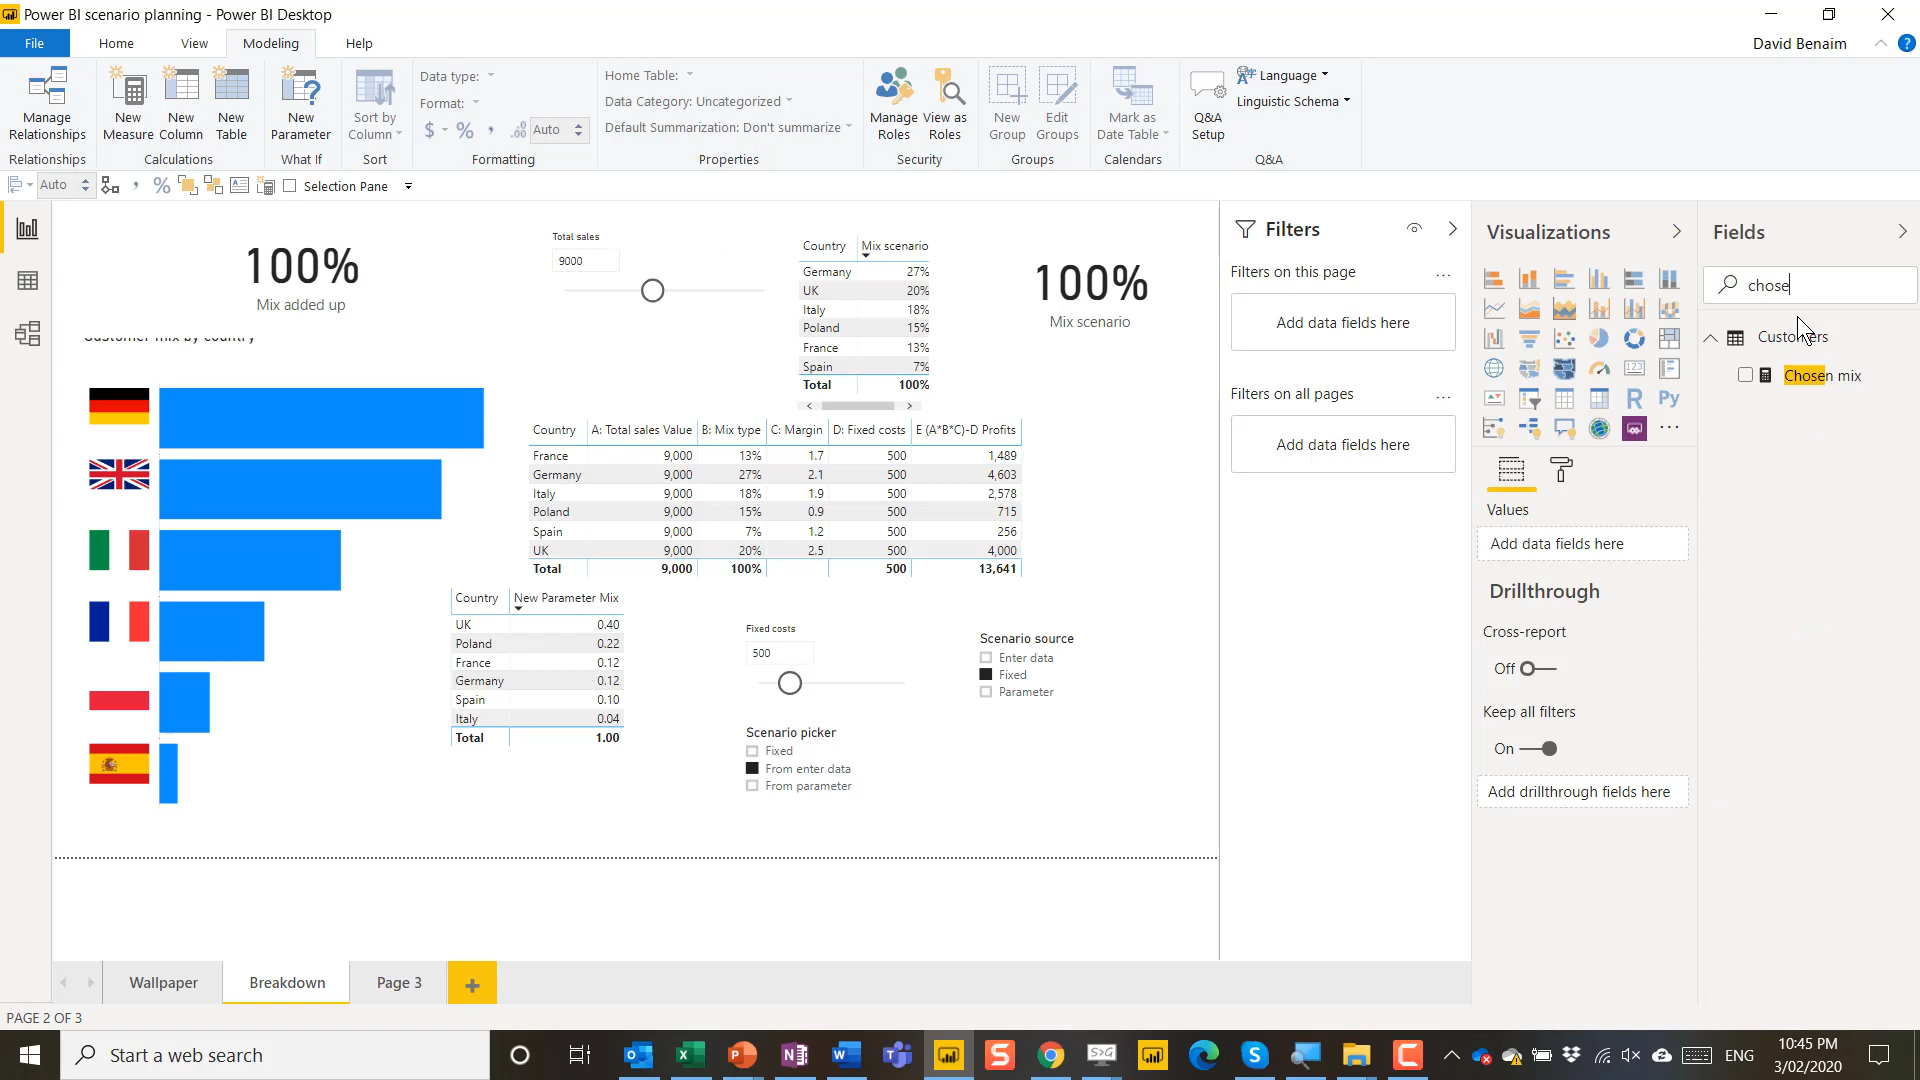 Power BI scenario planning - Power BI Desktop
File
Home
View
Modeling
Help
David Benaim
Manage Relationships
Relationships
New Measure
New Column
New Table
Calculations
New Parameter
What If
Sort by Column
Sort
Data type:
Format:
$ % , .00 Auto
Formatting
Home Table:
Data Category: Uncategorized
Default Summarization: Don't summarize
Properties
Manage Roles
View as Roles
Security
New Group
Edit Groups
Groups
Mark as Date Table
Calendars
Q&A Setup
Language
Linguistic Schema
Q&A
Auto
, %
Selection Pane
100%
Mix added up
Total sales
9000
Country Mix scenario
Germany 27%
UK 20%
Italy 18%
Poland 15%
France 13%
Spain 7%
Total 100%
100%
Mix scenario
Customer mix by country
Country A: Total sales Value B: Mix type C: Margin D: Fixed costs E (A*B*C)-D Profits
France 9,000 13% 1.7 500 1,489
Germany 9,000 27% 2.1 500 4,603
Italy 9,000 18% 1.9 500 2,578
Poland 9,000 15% 0.9 500 715
Spain 9,000 7% 1.2 500 256
UK 9,000 20% 2.5 500 4,000
Total 9,000 100% 500 13,641
Country New Parameter Mix
UK 0.40
Poland 0.22
France 0.12
Germany 0.12
Spain 0.10
Italy 0.04
Total 1.00
Fixed costs
500
Scenario source
Enter data
Fixed
Parameter
Scenario picker
Fixed
From enter data
From parameter
Filters
Filters on this page ...
Add data fields here
Filters on all pages ...
Add data fields here
Visualizations
123
R Py
...
Values
Add data fields here
Drillthrough
Cross-report
Off
Keep all filters
On
Add drillthrough fields here
Fields
chose
Customers
Chosen mix
Wallpaper
Breakdown
Page 3
PAGE 2 OF 3
Start a web search
S>G
ENG
10:45 PM
3/02/2020